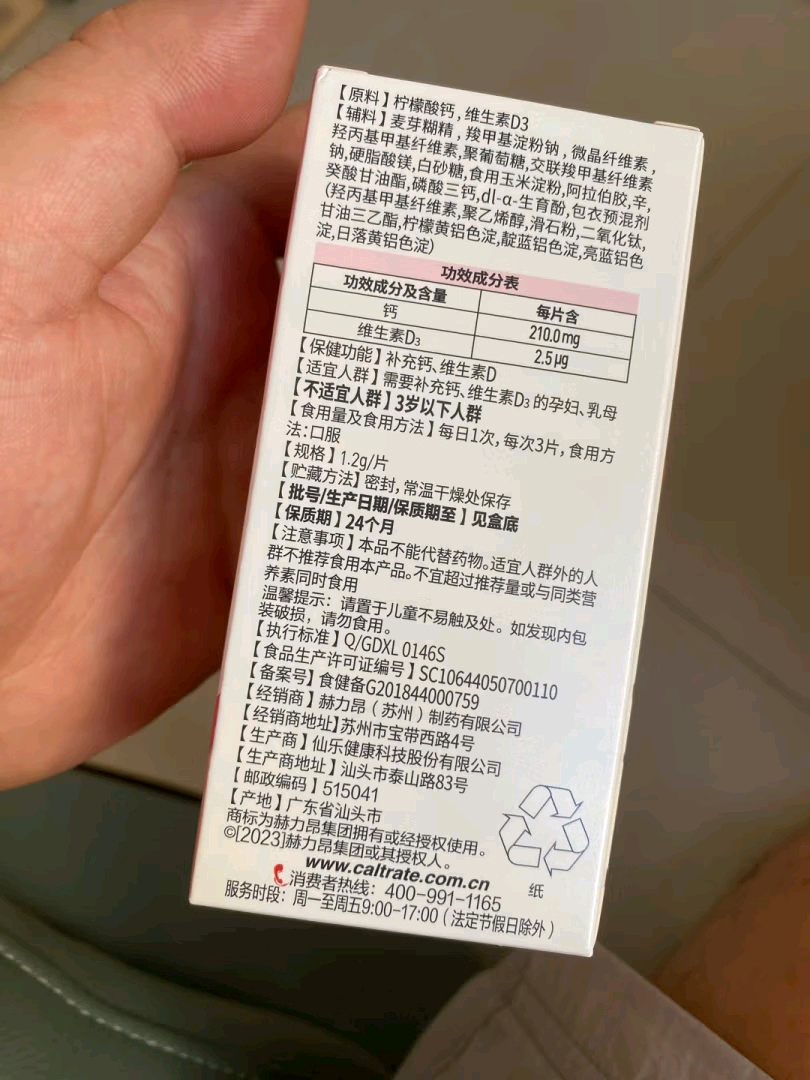 【原料】柠檬酸钙,维生素D3
【辅料】麦芽糊精,羧甲基淀粉钠,微晶纤维素,
羟丙基甲基纤维素,聚葡萄糖,交联羧甲基纤维素
钠,硬脂酸镁,白砂糖,食用玉米淀粉,阿拉伯胶,辛,
癸酸甘油酯,磷酸三钙,dl-α-生育酚,包衣预混剂
(羟丙基甲基纤维素,聚乙烯醇,滑石粉,二氧化钛,
甘油三乙酯,柠檬黄铝色淀,靛蓝铝色淀,亮蓝铝色
淀,日落黄铝色淀)
功效成分表
功效成分及含量 每片含
钙 210.0mg
维生素D₃ 2.5μg
【保健功能】补充钙、维生素D
【适宜人群】需要补充钙、维生素D₃的孕妇、乳母
【不适宜人群】3岁以下人群
【食用量及食用方法】每日1次,每次3片,食用方
法:口服
【规格】1.2g/片
【贮藏方法】密封,常温干燥处保存
【批号/生产日期/保质期至】见盒底
【保质期】24个月
【注意事项】本品不能代替药物。适宜人群外的人
群不推荐食用本产品。不宜超过推荐量或与同类营
养素同时食用
温馨提示:请置于儿童不易触及处。如发现内包
装破损,请勿食用。
【执行标准】Q/GDXL 0146S
【食品生产许可证编号】SC10644050700110
【备案号】食健备G201844000759
【经销商】赫力昂(苏州)制药有限公司
【经销商地址】苏州市宝带西路4号
【生产商】仙乐健康科技股份有限公司
【生产商地址】汕头市泰山路83号
【邮政编码】515041
【产地】广东省汕头市
商标为赫力昂集团拥有或经授权使用。
©[2023]赫力昂集团或其授权人。
www.caltrate.com.cn
消费者热线:400-991-1165
服务时段:周一至周五9:00-17:00(法定节假日除外)
纸